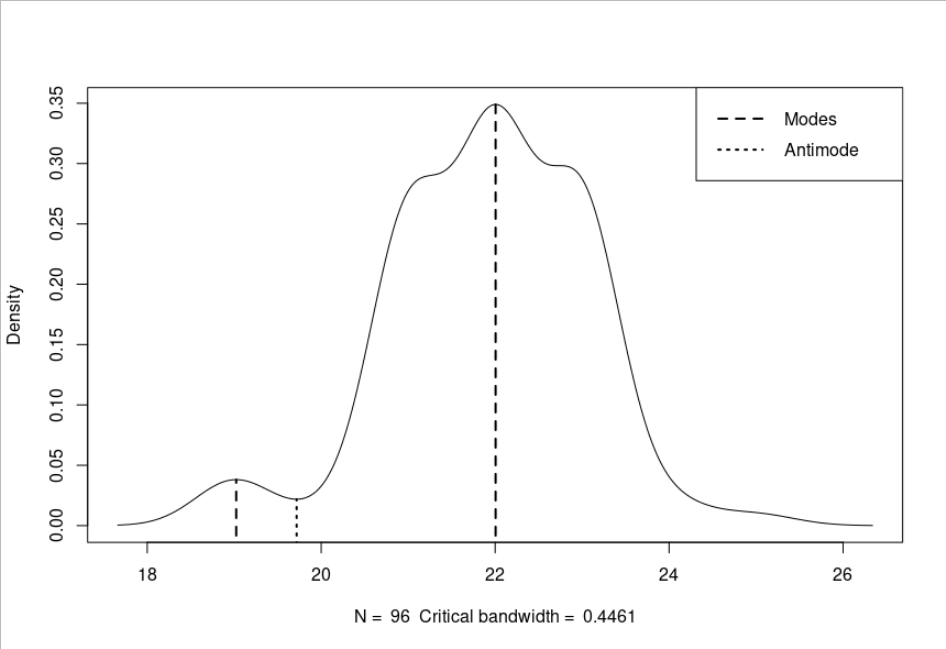 Modes
Antimode
Density
0.35
0.30
0.25
0.20
0.15
0.10
0.05
0.00
18 20 22 24 26
N = 96 Critical bandwidth = 0.4461